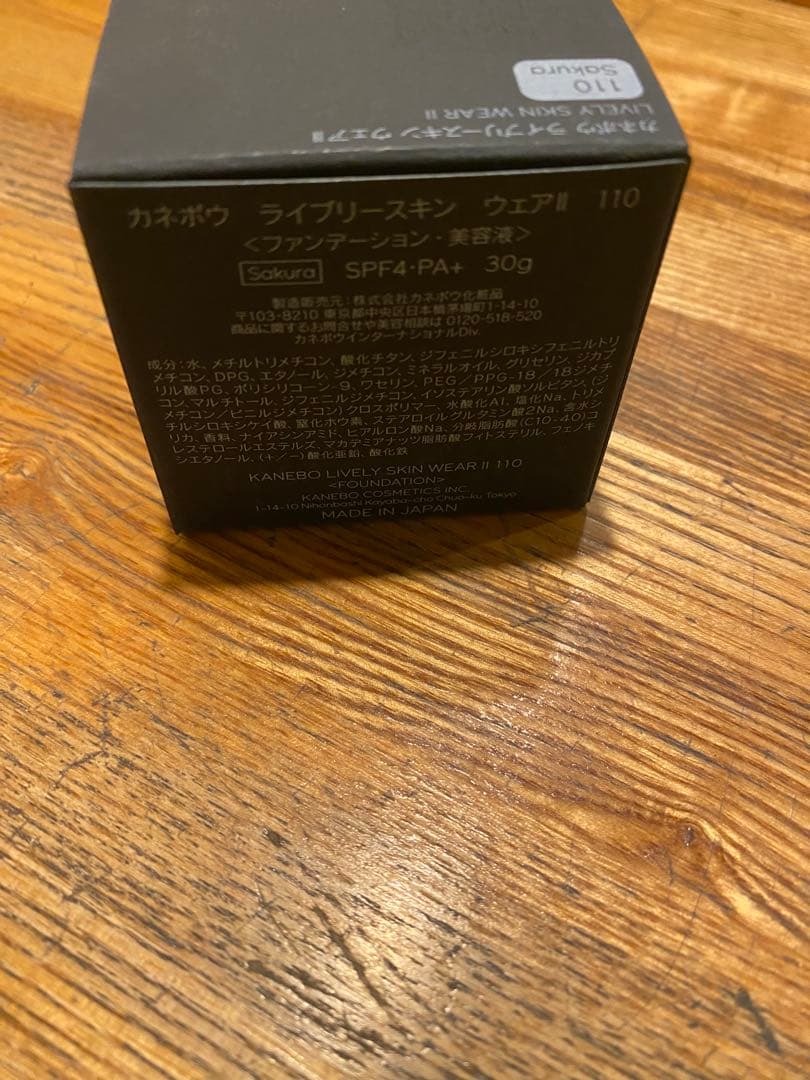 110
Sakura
LIVELY SKIN WEAR II
カネボウ ライブリースキン ウェアII
カネボウ ライブリースキン ウェアII 110
<ファンデーション・美容液>
Sakura SPF4・PA+ 30g
製造販売元:株式会社カネボウ化粧品
〒103-8210 東京都中央区日本橋茅場町1-14-10
商品に関するお問合せや美容相談は 0120-518-520
カネボウインターナショナルDiv.
成分:水、メチルトリメチコン、酸化チタン、ジフェニルシロキシフェニルトリ
メチコン、DPG、エタノール、ジメチコン、ミネラルオイル、グリセリン、ジカプ
リル酸PG、ポリシリコーン-9、ワセリン、PEG/PPG-18/18ジメチ
コン、マルチトール、ジフェニルジメチコン、イソステアリン酸ソルビタン、(ジ
メチコン/ビニルジメチコン)クロスポリマー、水酸化Al、塩化Na、トリメ
チルシロキシケイ酸、窒化ホウ素、ステアロイルグルタミン酸2Na、含水シ
リカ、香料、ナイアシンアミド、ヒアルロン酸Na、分岐脂肪酸(C10-40)コ
レステロールエステルズ、マカデミアナッツ脂肪酸フィトステリル、フェノキ
シエタノール、(+/-)酸化亜鉛、酸化鉄
KANEBO LIVELY SKIN WEAR II 110
<FOUNDATION>
KANEBO COSMETICS INC.
1-14-10 Nihonbashi Kayaba-cho Chuo-ku Tokyo
MADE IN JAPAN